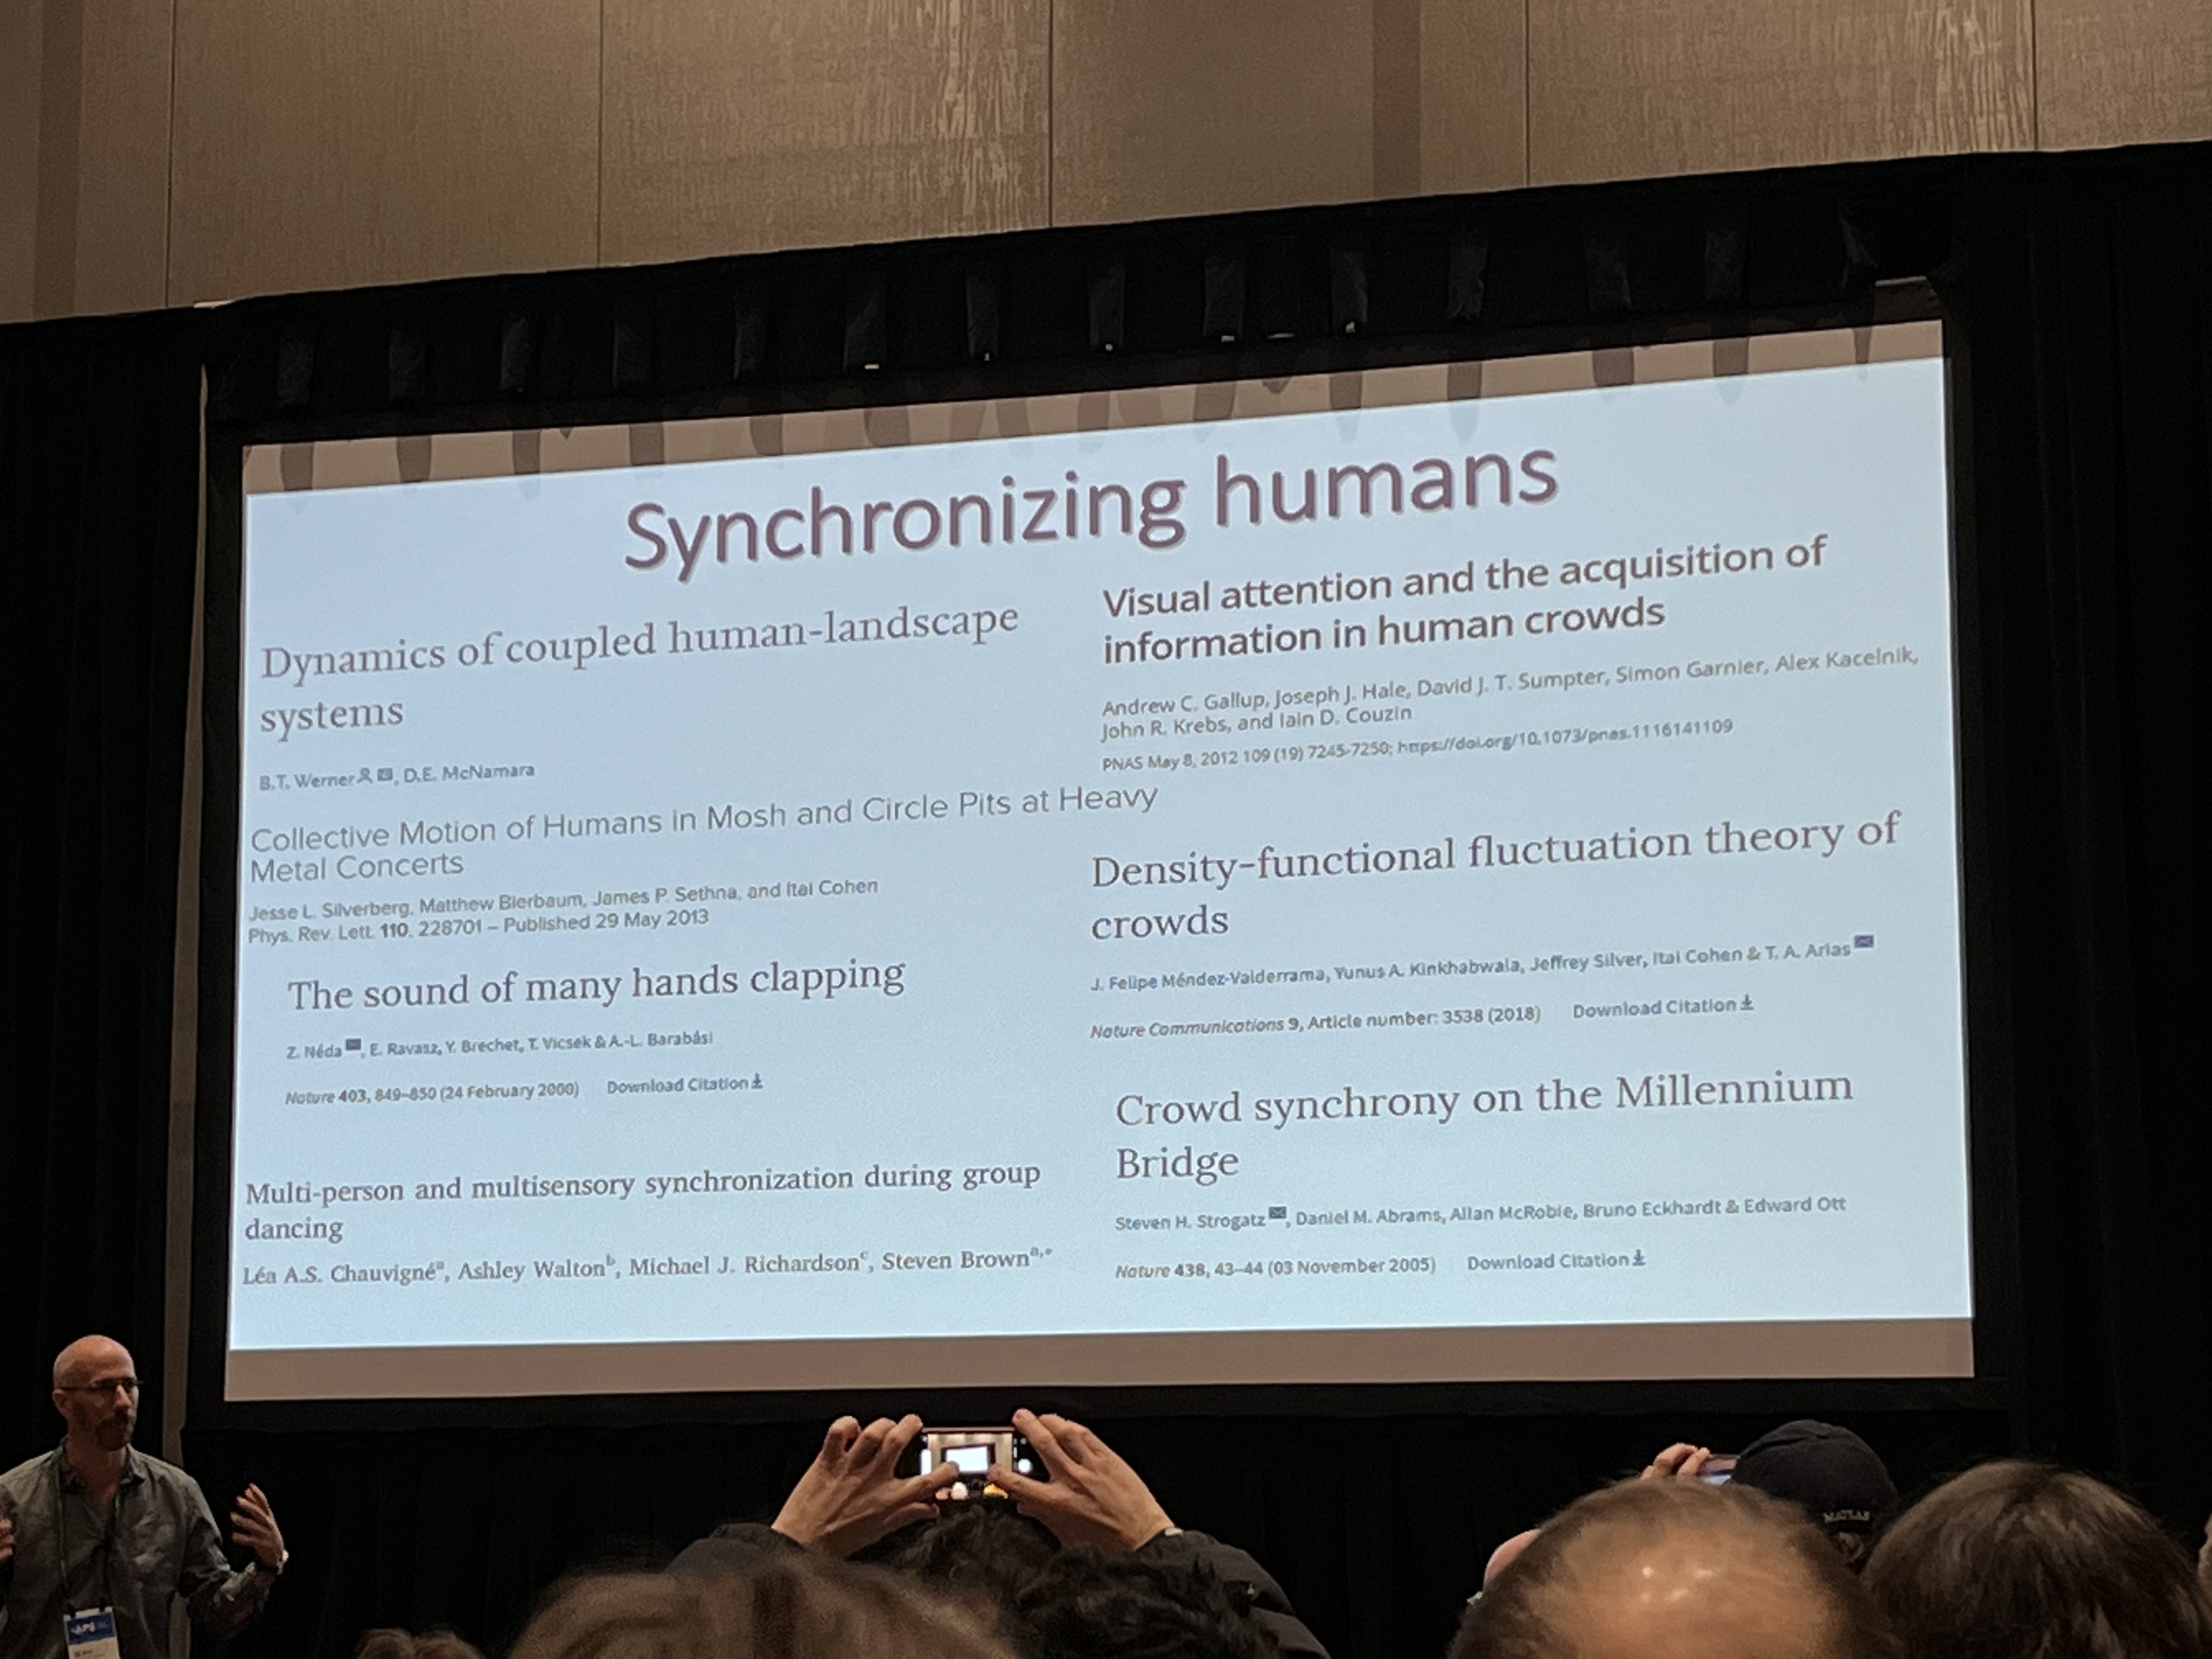 Synchronizing humans
Dynamics of coupled human-landscape
systems
B.T. Werner, D.E. McNamara
Collective Motion of Humans in Mosh and Circle Pits at Heavy
Metal Concerts
Jesse L. Silverberg, Matthew Bierbaum, James P. Sethna, and Itai Cohen
Phys. Rev. Lett. 110, 228701 – Published 29 May 2013
The sound of many hands clapping
Z. Néda, E. Ravasz, Y. Brechet, T. Vicsek & A.-L. Barabási
Nature 403, 849–850 (24 February 2000) Download Citation
Multi-person and multisensory synchronization during group
dancing
Léa A.S. Chauvignéᵃ, Ashley Waltonᵇ, Michael J. Richardsonᶜ, Steven Brownᵃ,*
Visual attention and the acquisition of
information in human crowds
Andrew C. Gallup, Joseph J. Hale, David J. T. Sumpter, Simon Garnier, Alex Kacelnik,
John R. Krebs, and Iain D. Couzin
PNAS May 8, 2012 109 (19) 7245-7250; https://doi.org/10.1073/pnas.1116141109
Density-functional fluctuation theory of
crowds
J. Felipe Méndez-Valderrama, Yunus A. Kinkhabwala, Jeffrey Silver, Itai Cohen & T. A. Arias
Nature Communications 9, Article number: 3538 (2018) Download Citation
Crowd synchrony on the Millennium
Bridge
Steven H. Strogatz, Daniel M. Abrams, Allan McRobie, Bruno Eckhardt & Edward Ott
Nature 438, 43–44 (03 November 2005) Download Citation
APS
MATLAB